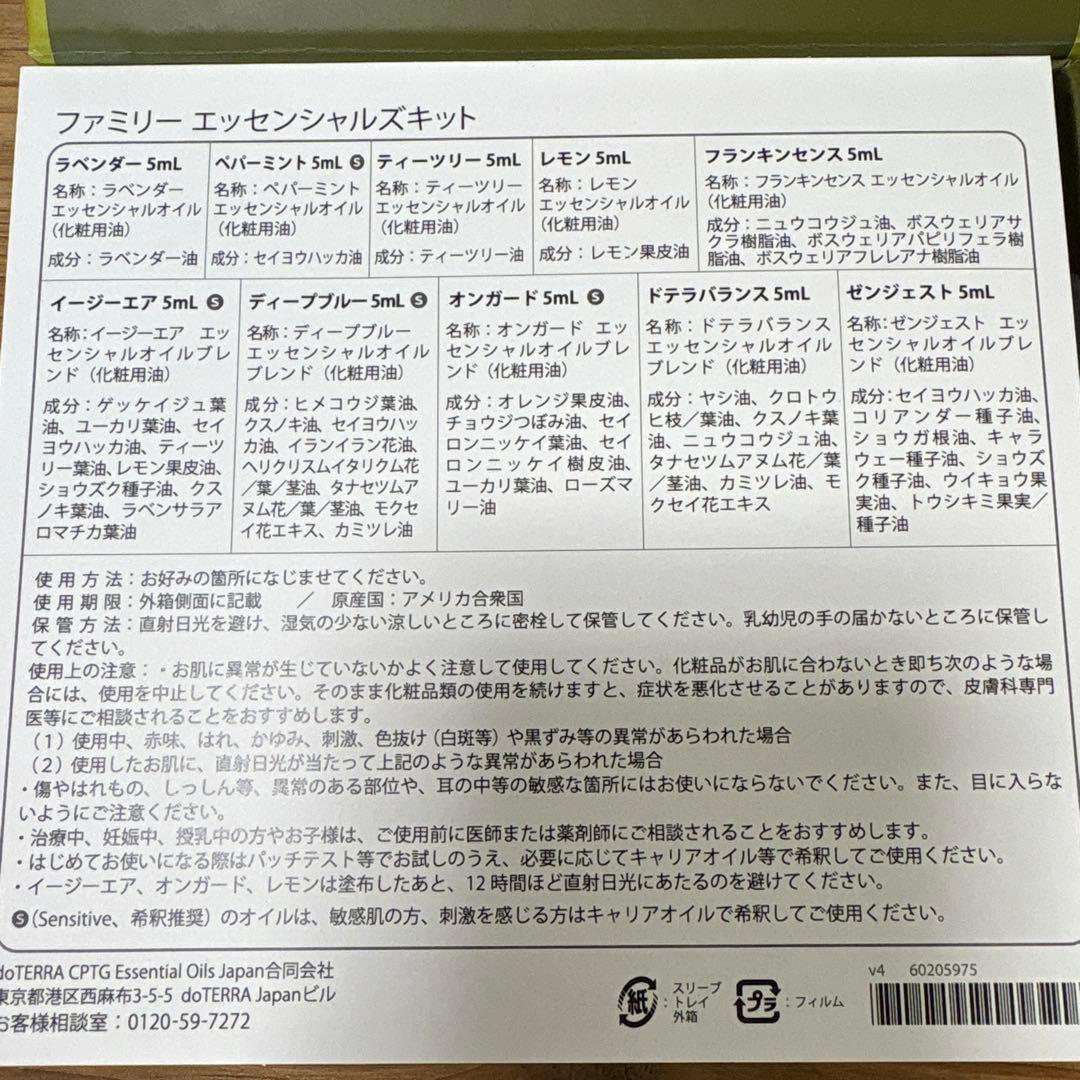 ファミリー エッセンシャルズキット
ラベンダー 5mL
名称：ラベンダー
エッセンシャルオイル
（化粧用油）
成分：ラベンダー油
ペパーミント 5mL S
名称：ペパーミント
エッセンシャルオイル
（化粧用油）
成分：セイヨウハッカ油
ティーツリー 5mL
名称：ティーツリー
エッセンシャルオイル
（化粧用油）
成分：ティーツリー油
レモン 5mL
名称：レモン
エッセンシャルオイル
（化粧用油）
成分：レモン果皮油
フランキンセンス 5mL
名称：フランキンセンス エッセンシャルオイル
（化粧用油）
成分：ニュウコウジュ油、ボスウェリアサ
クラ樹脂油、ボスウェリアパピリフェラ樹
脂油、ボスウェリアフレレアナ樹脂油
イージーエア 5mL S
名称：イージーエア エッ
センシャルオイルブレ
ンド（化粧用油）
成分：ゲッケイジュ葉
油、ユーカリ葉油、セイ
ヨウハッカ油、ティーツ
リー葉油、レモン果皮油、
ショウズク種子油、クス
ノキ葉油、ラベンサラア
ロマチカ葉油
ディープブルー 5mL S
名称：ディープブルー
エッセンシャルオイル
ブレンド（化粧用油）
成分：ヒメコウジ葉油、
クスノキ油、セイヨウハッ
カ油、イランイラン花油、
ヘリクリスムイタリクム花
／葉／茎油、タナセツムア
ヌム花／葉／茎油、モクセ
イ花エキス、カミツレ油
オンガード 5mL S
名称：オンガード エッ
センシャルオイルブレ
ンド（化粧用油）
成分：オレンジ果皮油、
チョウジつぼみ油、セイ
ロンニッケイ葉油、セイ
ロンニッケイ樹皮油、
ユーカリ葉油、ローズマ
リー油
ドテラバランス 5mL
名称：ドテラバランス
エッセンシャルオイル
ブレンド（化粧用油）
成分：ヤシ油、クロトウ
ヒ枝／葉油、クスノキ葉
油、ニュウコウジュ油、
タナセツムアヌム花／葉
／茎油、カミツレ油、モ
クセイ花エキス
ゼンジェスト 5mL
名称：ゼンジェスト エッ
センシャルオイルブレ
ンド（化粧用油）
成分：セイヨウハッカ油、
コリアンダー種子油、
ショウガ根油、キャラ
ウェー種子油、ショウズ
ク種子油、ウイキョウ果
実油、トウシキミ果実／
種子油
使用方法：お好みの箇所になじませてください。
使用期限：外箱側面に記載 ／ 原産国：アメリカ合衆国
保管方法：直射日光を避け、湿気の少ない涼しいところに密栓して保管してください。乳幼児の手の届かないところに保管し
てください。
使用上の注意：・お肌に異常が生じていないかよく注意して使用してください。化粧品がお肌に合わないとき即ち次のような場
合には、使用を中止してください。そのまま化粧品類の使用を続けますと、症状を悪化させることがありますので、皮膚科専門
医等にご相談されることをおすすめします。
（1）使用中、赤味、はれ、かゆみ、刺激、色抜け（白斑等）や黒ずみ等の異常があらわれた場合
（2）使用したお肌に、直射日光が当たって上記のような異常があらわれた場合
・傷やはれもの、しっしん等、異常のある部位や、耳の中等の敏感な箇所にはお使いにならないでください。また、目に入らな
いようにご注意ください。
・治療中、妊娠中、授乳中の方やお子様は、ご使用前に医師または薬剤師にご相談されることをおすすめします。
・はじめてお使いになる際はパッチテスト等でお試しのうえ、必要に応じてキャリアオイル等で希釈してご使用ください。
・イージーエア、オンガード、レモンは塗布したあと、12時間ほど直射日光にあたるのを避けてください。
S（Sensitive、希釈推奨）のオイルは、敏感肌の方、刺激を感じる方はキャリアオイルで希釈してご使用ください。
doTERRA CPTG Essential Oils Japan合同会社
東京都港区西麻布3-5-5 doTERRA Japanビル
お客様相談室：0120-59-7272
紙：スリーブ
トレイ
外箱
プラ：フィルム
v4 60205975